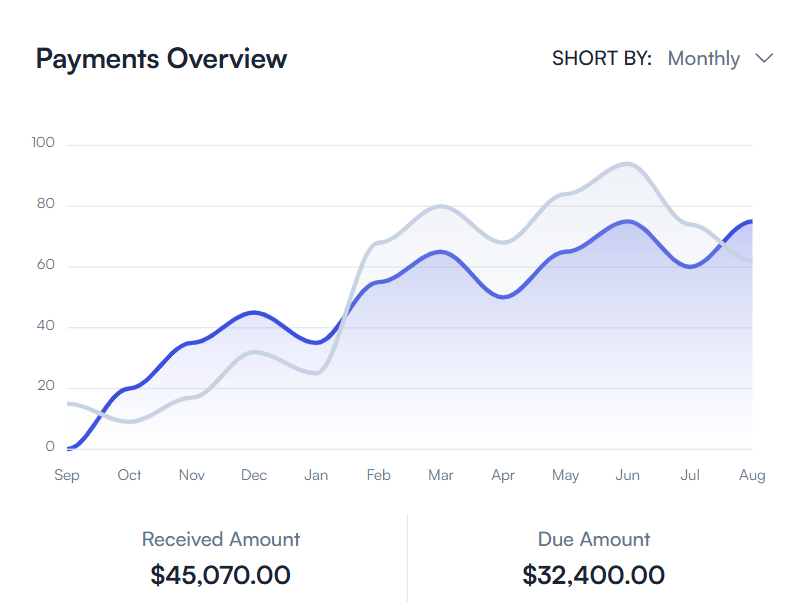 Payments Overview
SHORT BY: Monthly
100
80
60
40
20
0
Sep Oct Nov Dec Jan Feb Mar Apr May Jun Jul Aug
Received Amount
$45,070.00
Due Amount
$32,400.00